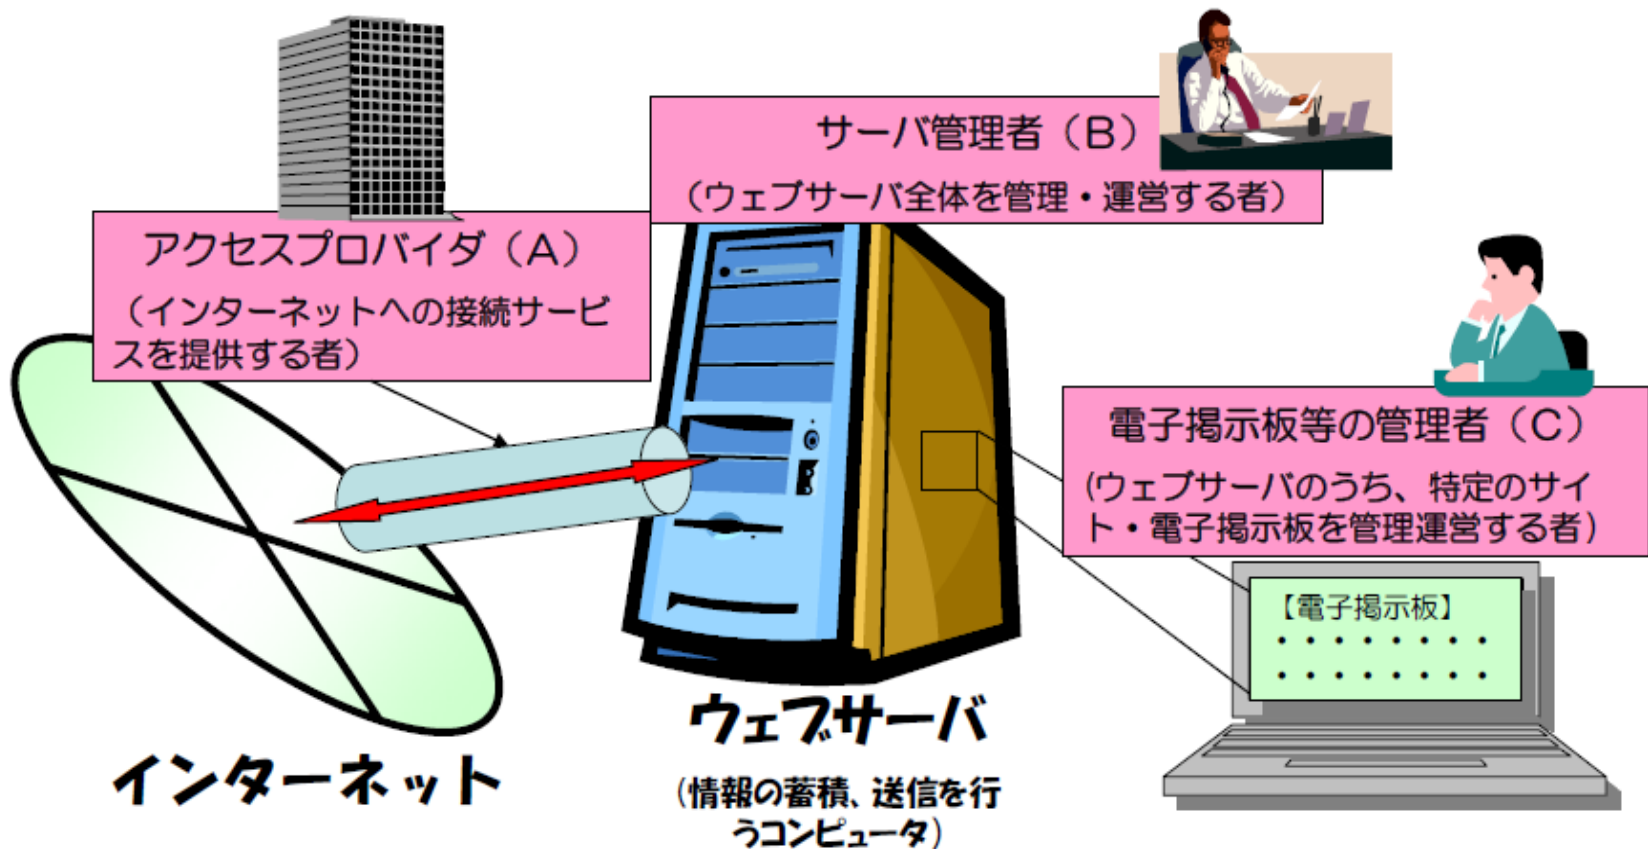 サーバ管理者（B）
（ウェブサーバ全体を管理・運営する者）
アクセスプロバイダ（A）
（インターネットへの接続サービ
スを提供する者）
電子掲示板等の管理者（C）
(ウェブサーバのうち、特定のサイ
ト・電子掲示板を管理運営する者）
【電子掲示板】
・・・・・・・・
・・・・・・・・
ウェブサーバ
(情報の蓄積、送信を行
うコンピュータ)
インターネット